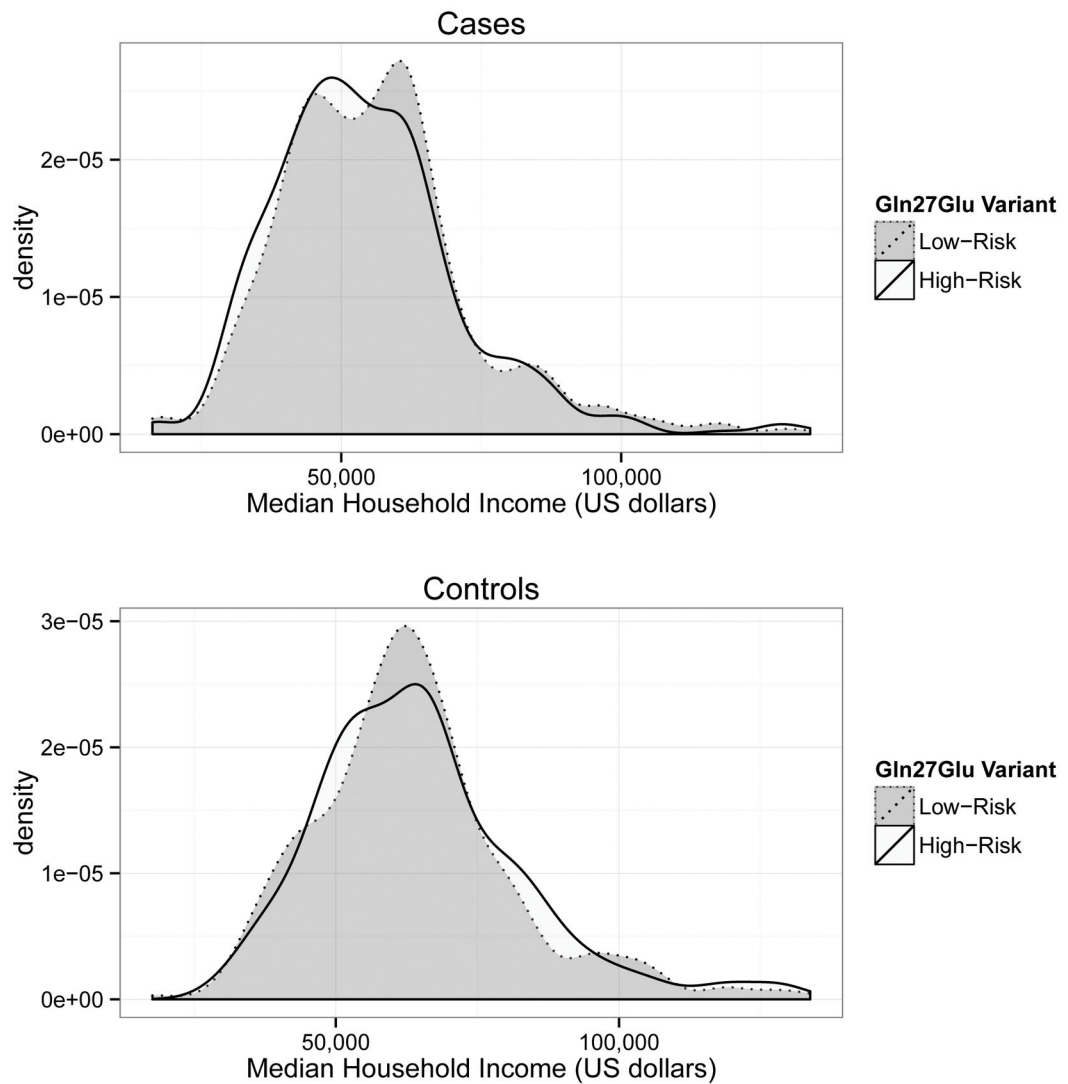 Cases
density
2e−05
1e−05
0e+00
50,000
100,000
Median Household Income (US dollars)
Gln27Glu Variant
Low−Risk
High−Risk
Controls
density
3e−05
2e−05
1e−05
0e+00
50,000
100,000
Median Household Income (US dollars)
Gln27Glu Variant
Low−Risk
High−Risk